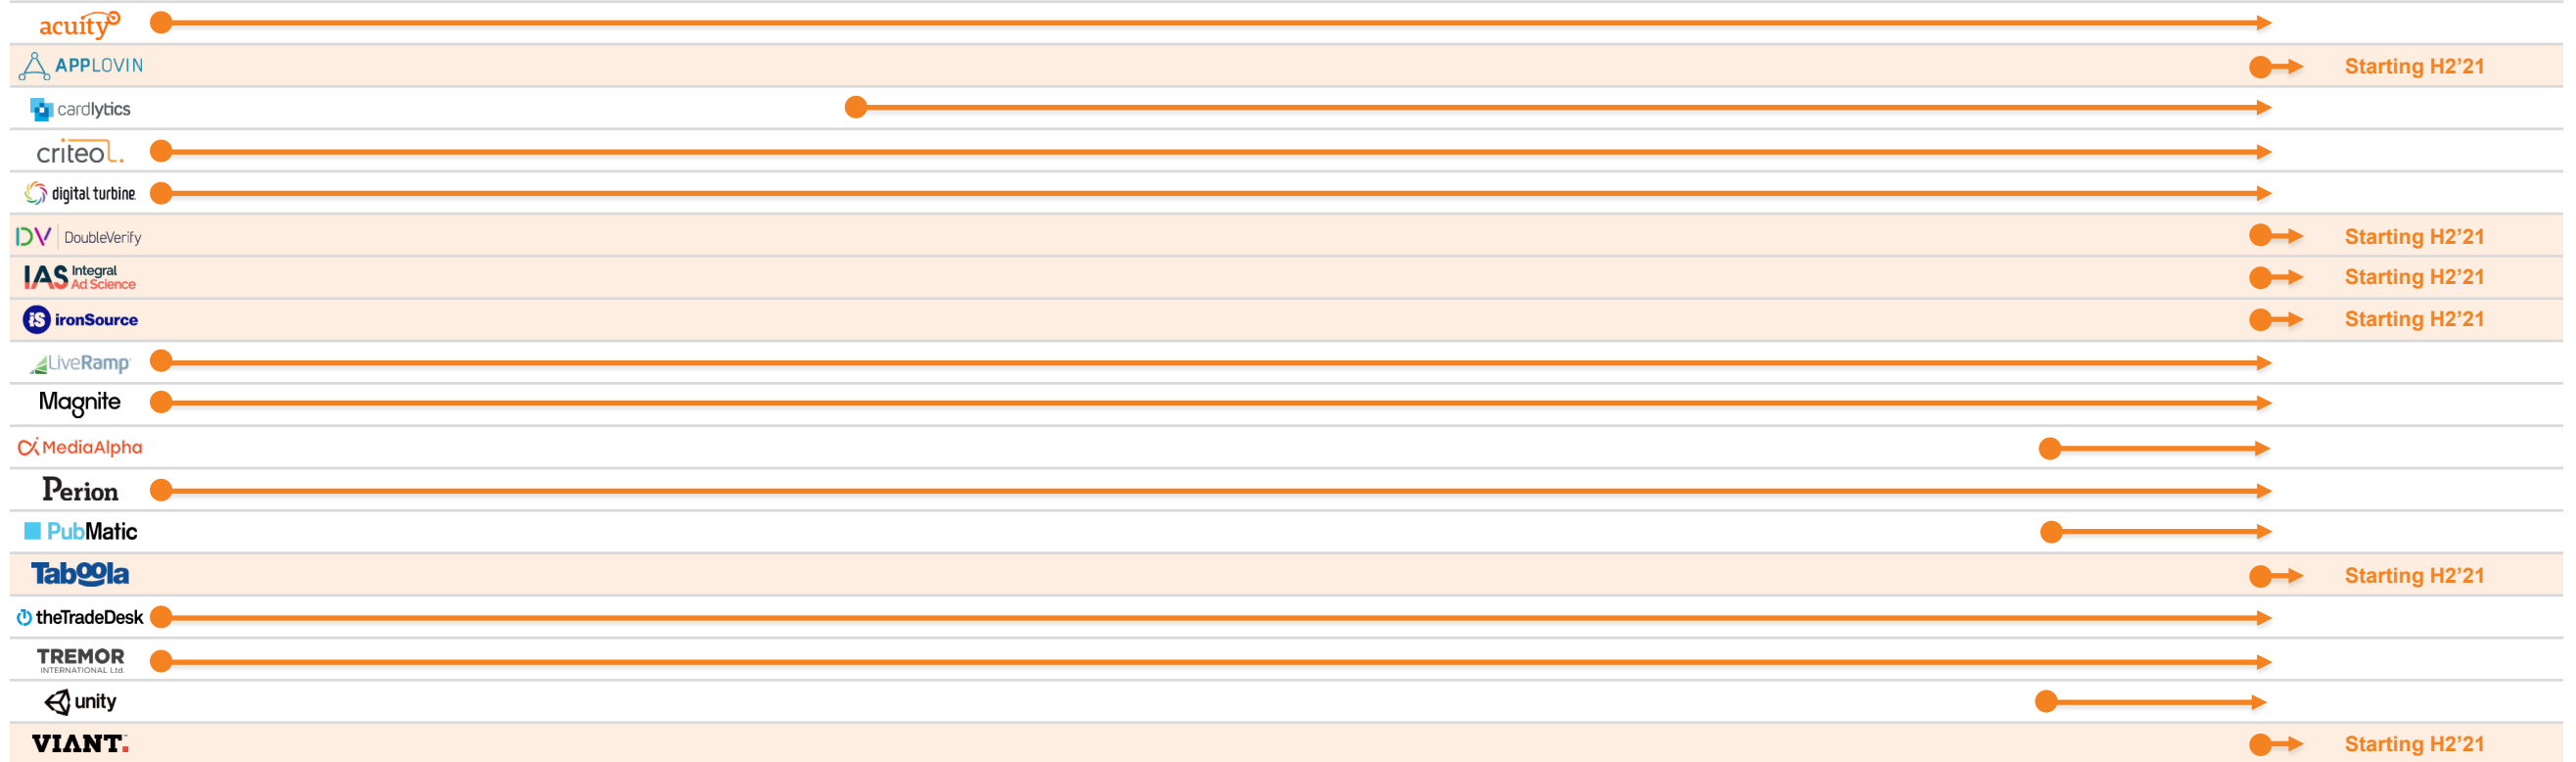 acuity
APPLOVIN Starting H2’21
cardlytics
criteo.
digital turbine
DV DoubleVerify Starting H2’21
IAS Integral
Ad Science Starting H2’21
iS ironSource Starting H2’21
LiveRamp
Magnite
MediaAlpha
Perion
PubMatic
Taboola Starting H2’21
theTradeDesk
TREMOR
INTERNATIONAL Ltd.
unity
VIANT. Starting H2’21